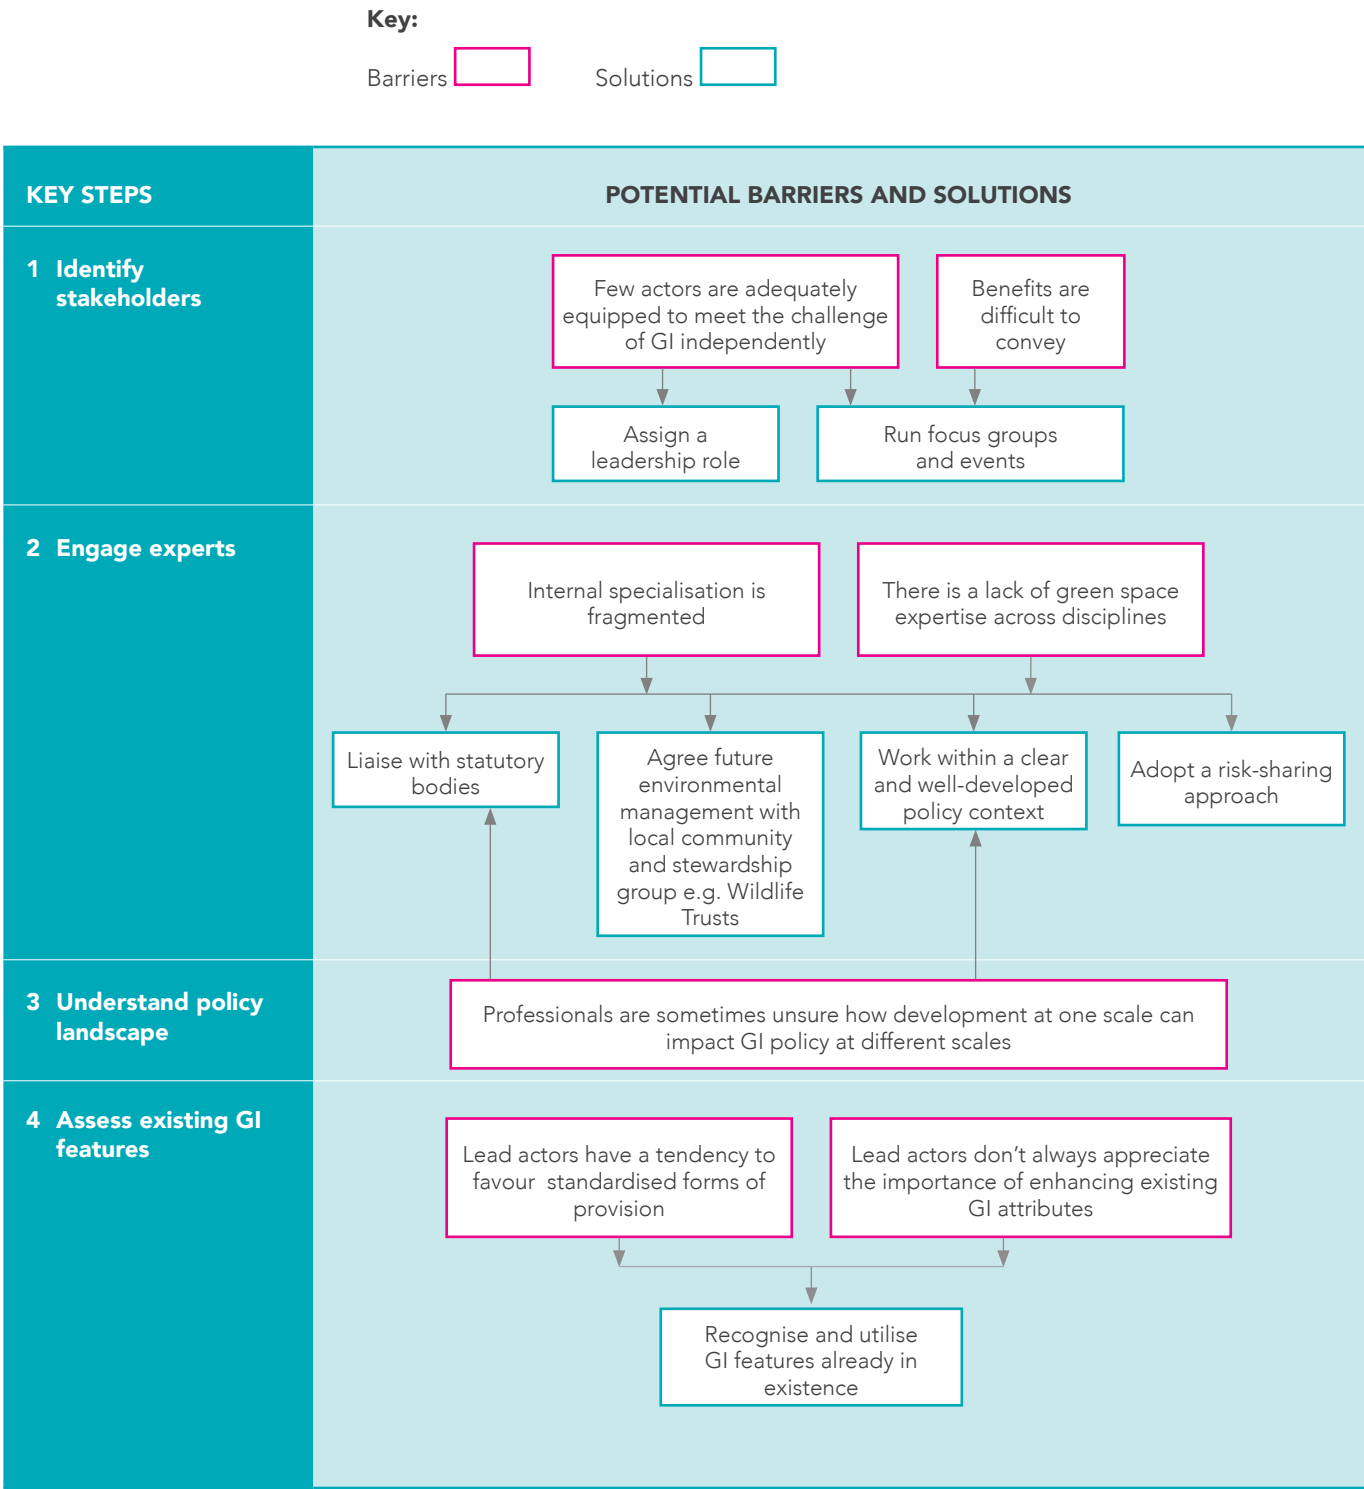 Key:
Barriers
Solutions
KEY STEPS
POTENTIAL BARRIERS AND SOLUTIONS
1 Identify
stakeholders
Few actors are adequately
equipped to meet the challenge
of GI independently
Benefits are
difficult to
convey
Assign a
leadership role
Run focus groups
and events
2 Engage experts
Internal specialisation is
fragmented
There is a lack of green space
expertise across disciplines
Liaise with statutory
bodies
Agree future
environmental
management with
local community
and stewardship
group e.g. Wildlife
Trusts
Work within a clear
and well-developed
policy context
Adopt a risk-sharing
approach
3 Understand policy
landscape
Professionals are sometimes unsure how development at one scale can
impact GI policy at different scales
4 Assess existing GI
features
Lead actors have a tendency to
favour standardised forms of
provision
Lead actors don’t always appreciate
the importance of enhancing existing
GI attributes
Recognise and utilise
GI features already in
existence